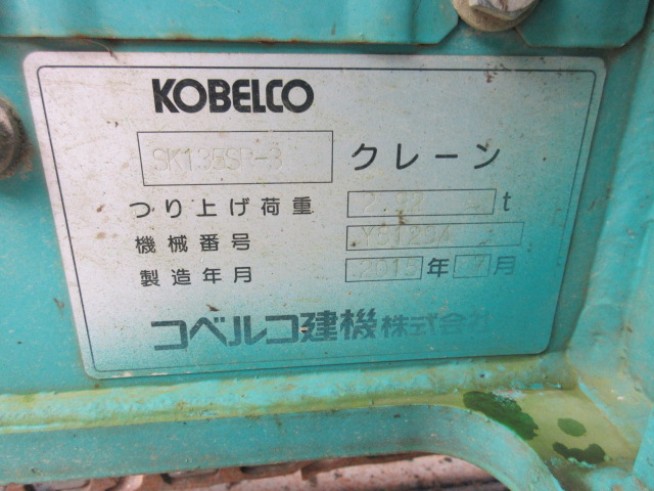 KOBELCO
SK135SR-3 クレーン
つり上げ荷重 t
機械番号
製造年月 2015 年 月
コベルコ建機株式会社